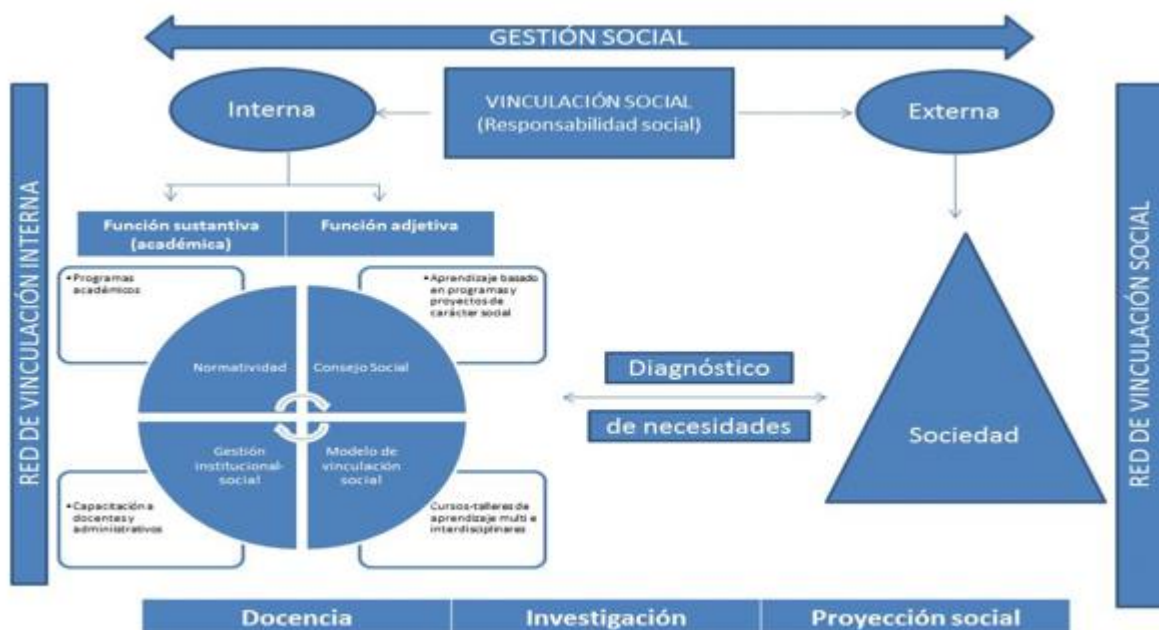 GESTIÓN SOCIAL
RED DE VINCULACIÓN INTERNA
Interna
VINCULACIÓN SOCIAL
(Responsabilidad social)
Externa
RED DE VINCULACIÓN SOCIAL
Función sustantiva
(académica)
Función adjetiva
•Programas
académicos
•Aprendizaje basado
en programas y
proyectos de
carácter social
Normatividad
Consejo Social
Gestión
institucional-
social
Modelo de
vinculación
social
•Capacitación a
docentes y
administrativos
Cursos-talleres de
aprendizaje multi e
interdisciplinares
Diagnóstico
de necesidades
Sociedad
Docencia
Investigación
Proyección social